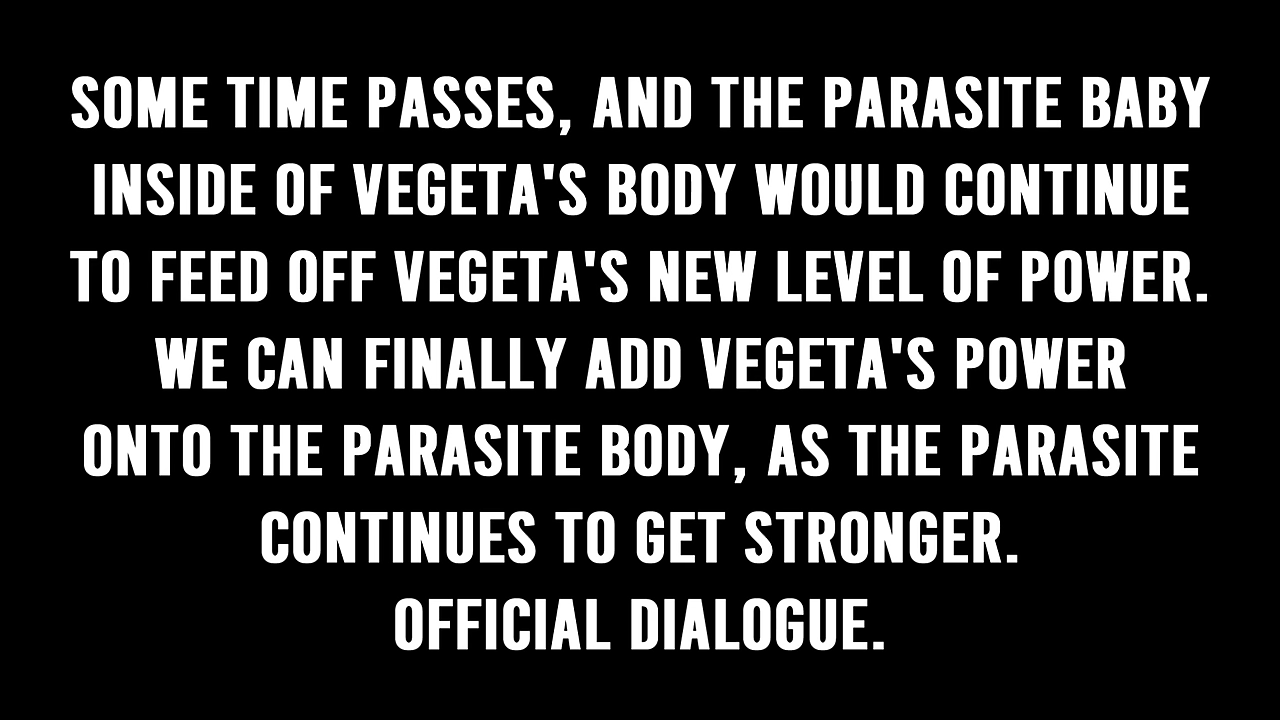 SOME TIME PASSES, AND THE PARASITE BABY
INSIDE OF VEGETA'S BODY WOULD CONTINUE
TO FEED OFF VEGETA'S NEW LEVEL OF POWER.
WE CAN FINALLY ADD VEGETA'S POWER
ONTO THE PARASITE BODY, AS THE PARASITE
CONTINUES TO GET STRONGER.
OFFICIAL DIALOGUE.